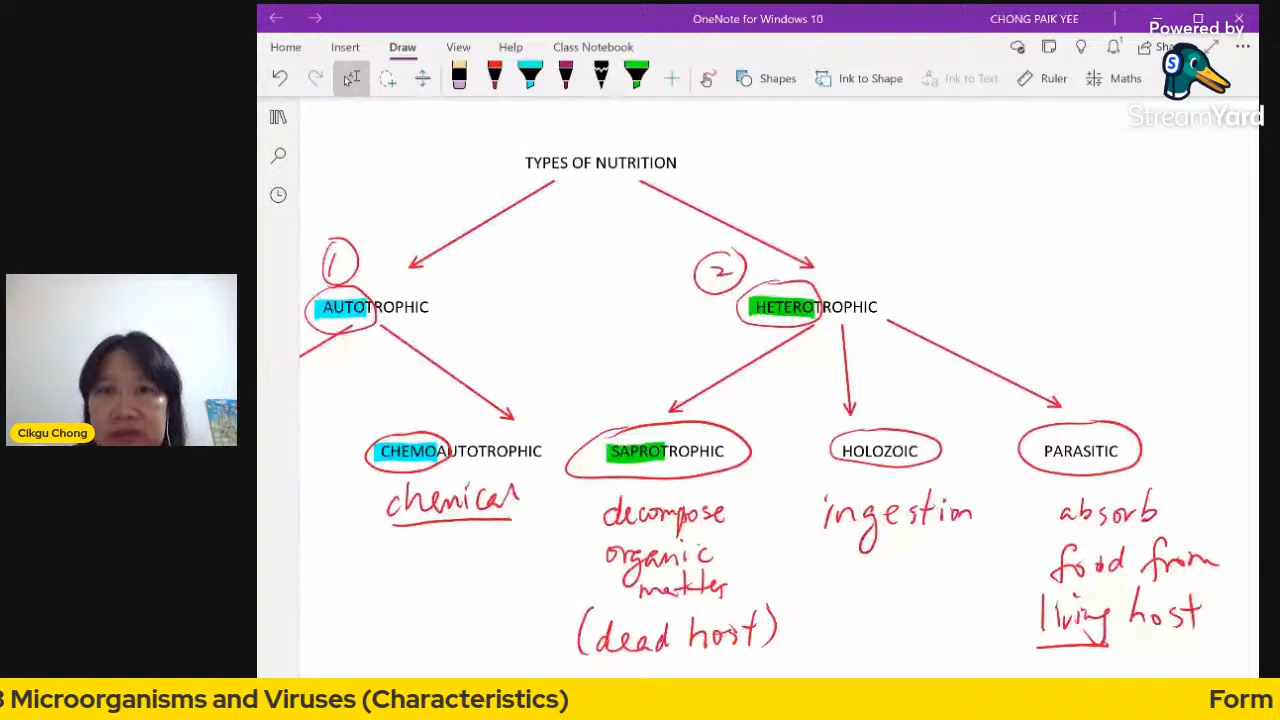 OneNote for Windows 10
CHONG PAIK YEE
Powered by
Home Insert Draw View Help Class Notebook
Shapes Ink to Shape Ink to Text Ruler Maths
StreamYard
TYPES OF NUTRITION
1
2
AUTOTROPHIC
HETEROTROPHIC
CHEMOAUTOTROPHIC
SAPROTROPHIC
HOLOZOIC
PARASITIC
chemical
decompose
organic
matter
(dead host)
ingestion
absorb
food from
living host
Cikgu Chong
3 Microorganisms and Viruses (Characteristics)
Form